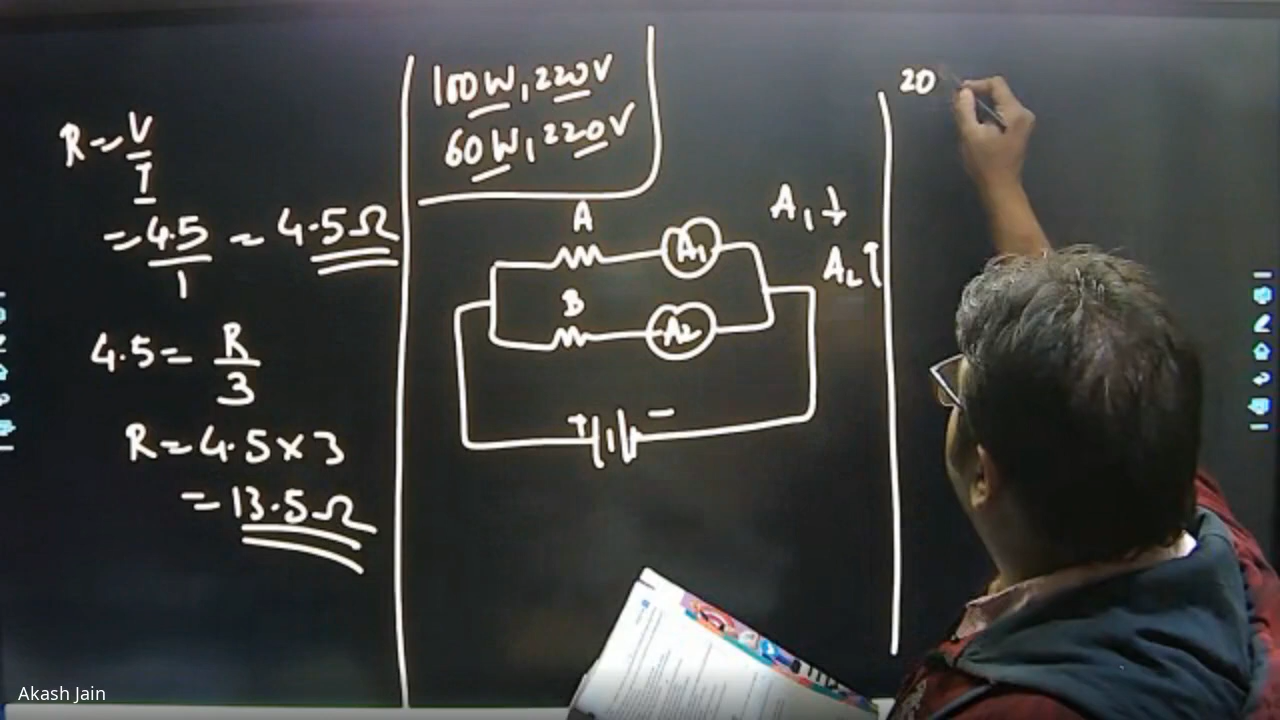 R = V/I
= 4.5/1 = 4.5Ω
4.5 = R/3
R = 4.5 × 3
= 13.5Ω
100W, 220V
60W, 220V
A
A1
B
A2
+ −
A1 ↓
A2 ↑
20
Akash Jain